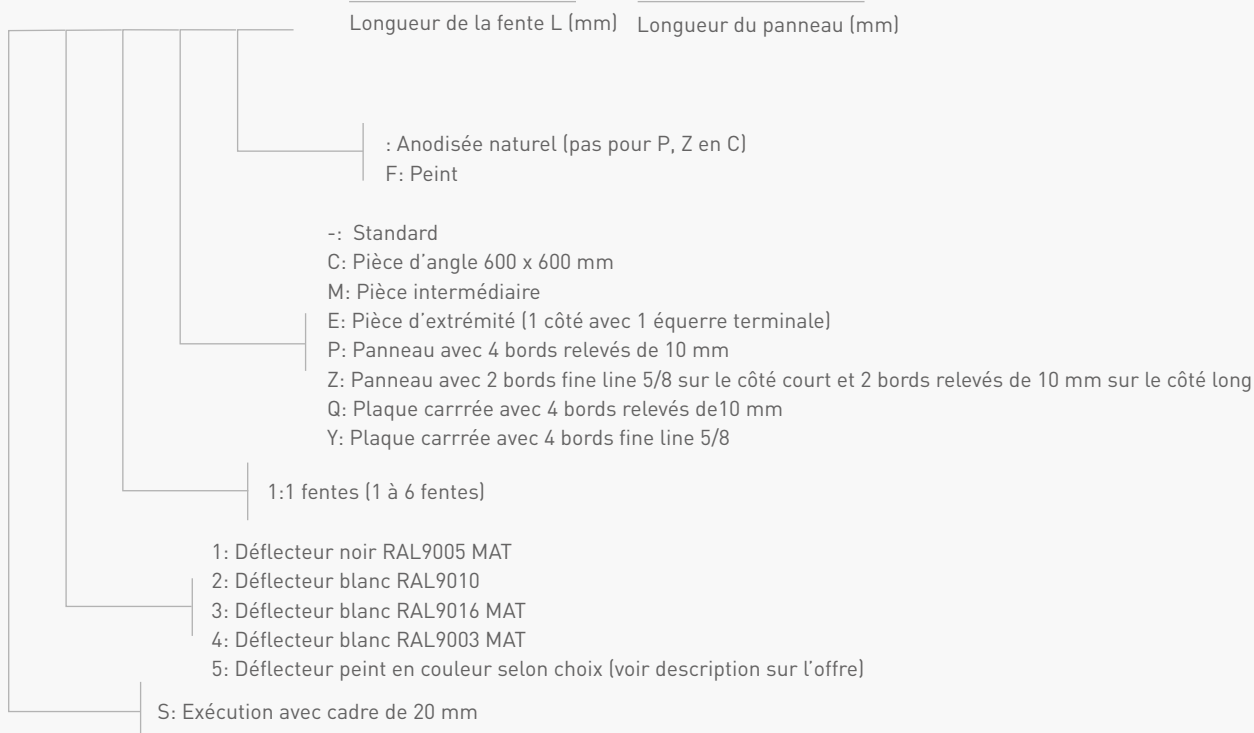 Longueur de la fente L (mm) Longueur du panneau (mm)
: Anodisée naturel (pas pour P, Z en C)
F: Peint
-: Standard
C: Pièce d’angle 600 x 600 mm
M: Pièce intermédiaire
E: Pièce d’extrémité (1 côté avec 1 équerre terminale)
P: Panneau avec 4 bords relevés de 10 mm
Z: Panneau avec 2 bords fine line 5/8 sur le côté court et 2 bords relevés de 10 mm sur le côté long
Q: Plaque carrrée avec 4 bords relevés de10 mm
Y: Plaque carrrée avec 4 bords fine line 5/8
1:1 fentes (1 à 6 fentes)
1: Déflecteur noir RAL9005 MAT
2: Déflecteur blanc RAL9010
3: Déflecteur blanc RAL9016 MAT
4: Déflecteur blanc RAL9003 MAT
5: Déflecteur peint en couleur selon choix (voir description sur l’offre)
S: Exécution avec cadre de 20 mm